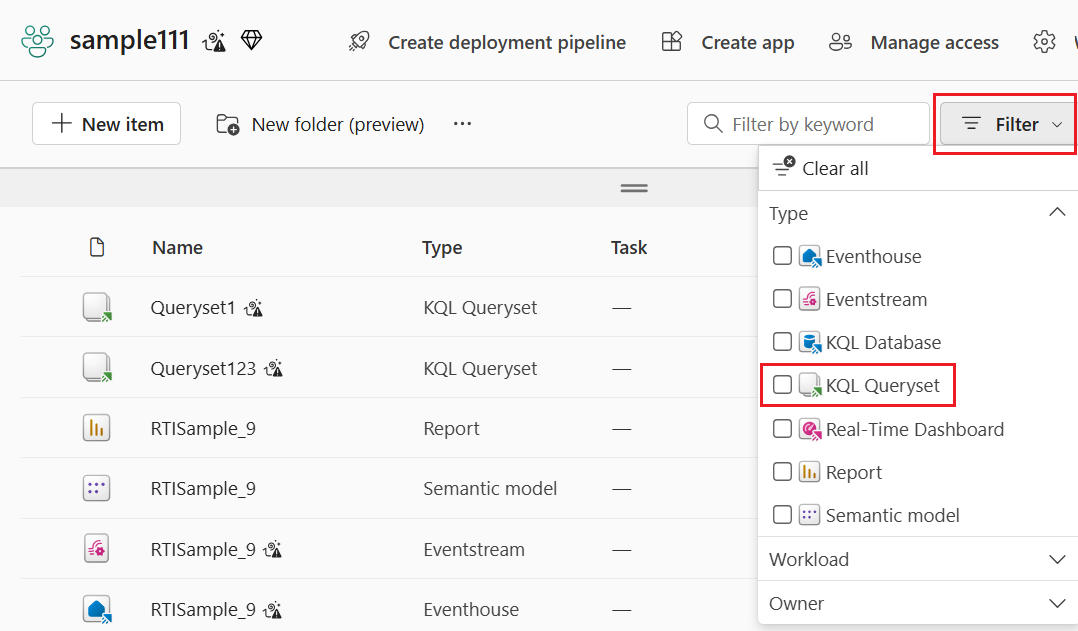 sample111 Create deployment pipeline Create app Manage access
New item New folder (preview) ... Filter by keyword Filter
Clear all
Name Type Task
Queryset1 KQL Queryset —
Queryset123 KQL Queryset —
RTISample_9 Report —
RTISample_9 Semantic model —
RTISample_9 Eventstream —
RTISample_9 Eventhouse —
Type
Eventhouse
Eventstream
KQL Database
KQL Queryset
Real-Time Dashboard
Report
Semantic model
Workload
Owner